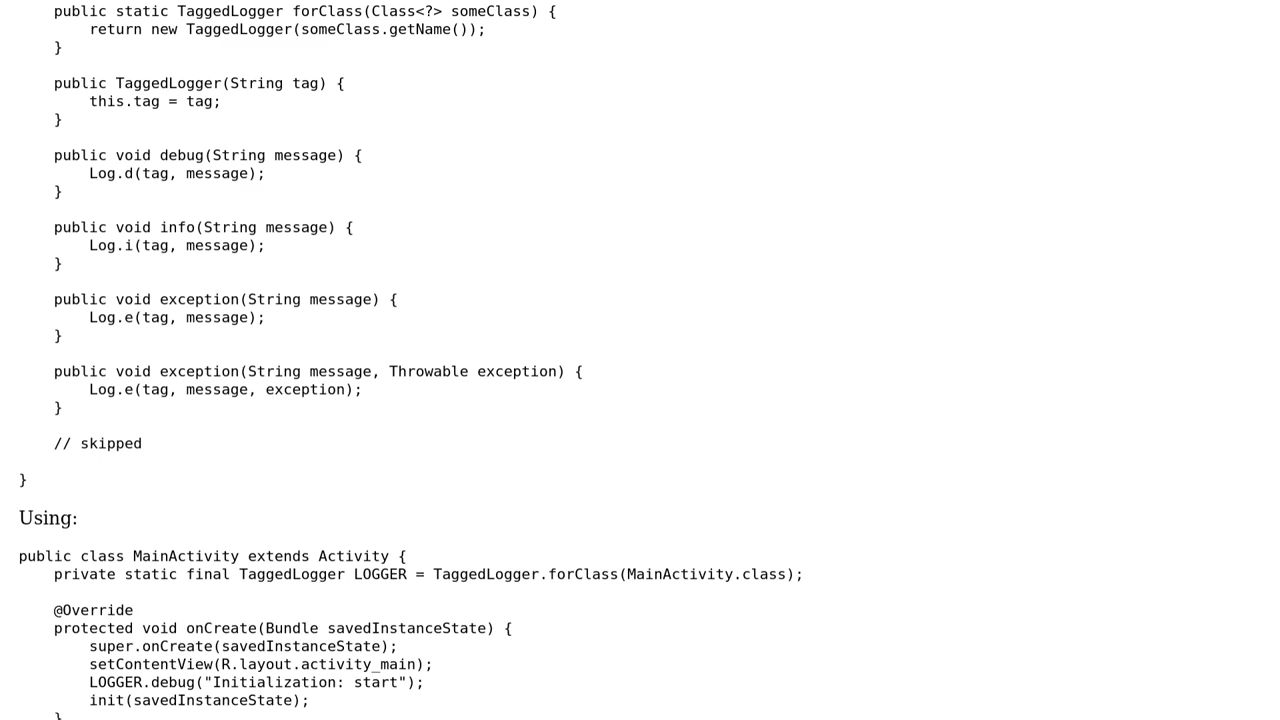 public static TaggedLogger forClass(Class<?> someClass) {
        return new TaggedLogger(someClass.getName());
    }

    public TaggedLogger(String tag) {
        this.tag = tag;
    }

    public void debug(String message) {
        Log.d(tag, message);
    }

    public void info(String message) {
        Log.i(tag, message);
    }

    public void exception(String message) {
        Log.e(tag, message);
    }

    public void exception(String message, Throwable exception) {
        Log.e(tag, message, exception);
    }

    // skipped

}
Using:
public class MainActivity extends Activity {
    private static final TaggedLogger LOGGER = TaggedLogger.forClass(MainActivity.class);

    @Override
    protected void onCreate(Bundle savedInstanceState) {
        super.onCreate(savedInstanceState);
        setContentView(R.layout.activity_main);
        LOGGER.debug("Initialization: start");
        init(savedInstanceState);
    }